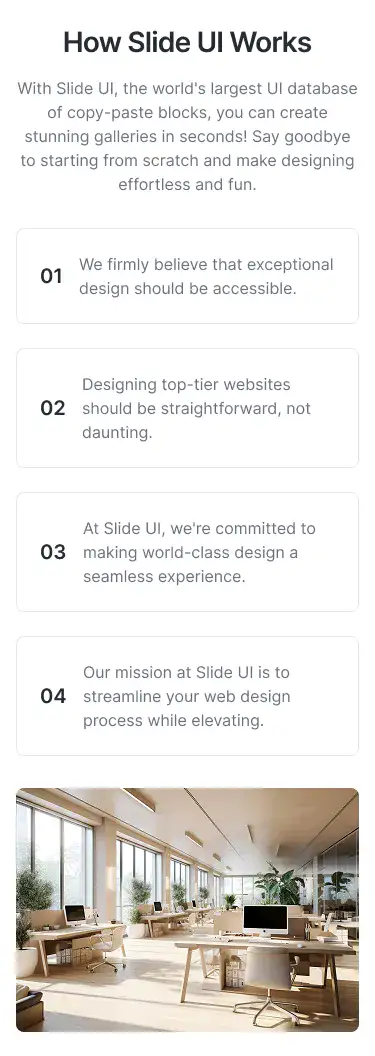 How Slide UI Works
With Slide UI, the world's largest UI database
of copy-paste blocks, you can create
stunning galleries in seconds! Say goodbye
to starting from scratch and make designing
effortless and fun.
01
We firmly believe that exceptional
design should be accessible.
02
Designing top-tier websites
should be straightforward, not
daunting.
03
At Slide UI, we're committed to
making world-class design a
seamless experience.
04
Our mission at Slide UI is to
streamline your web design
process while elevating.